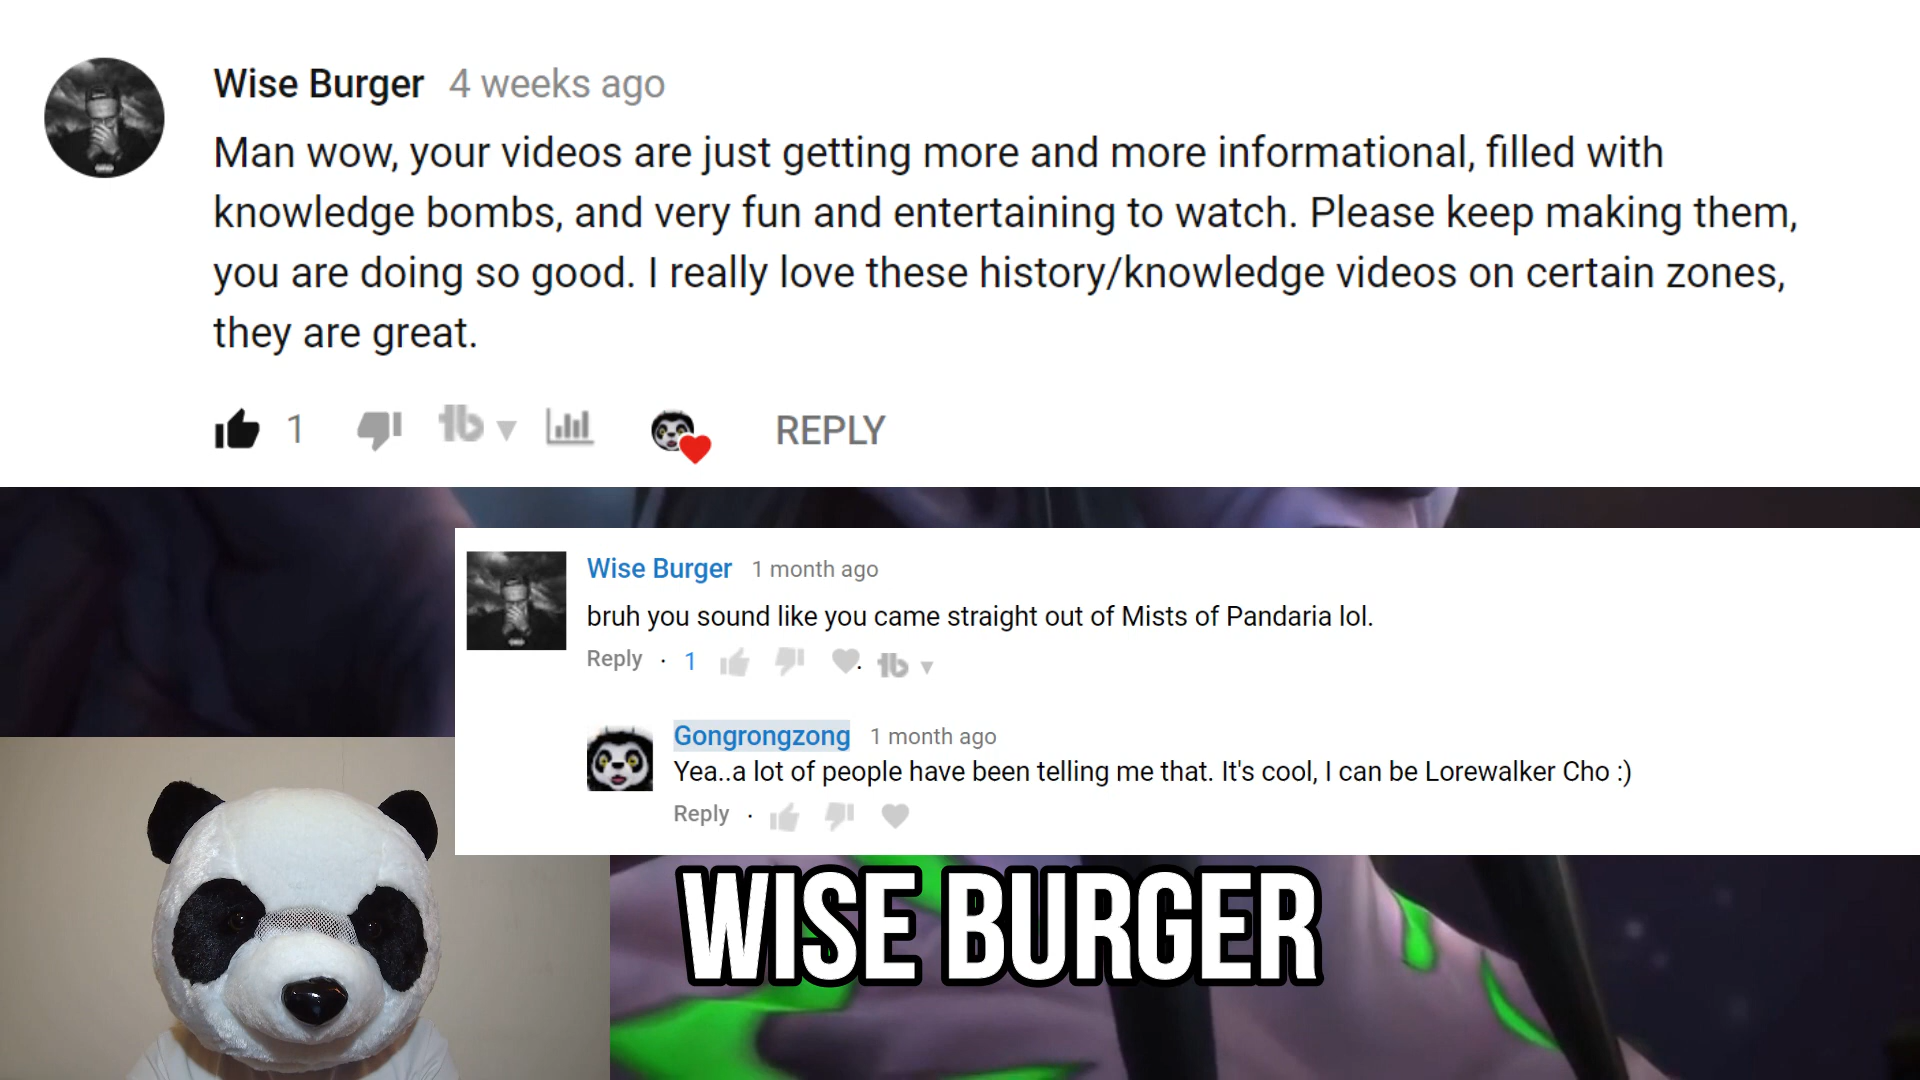 Wise Burger 4 weeks ago
Man wow, your videos are just getting more and more informational, filled with
knowledge bombs, and very fun and entertaining to watch. Please keep making them,
you are doing so good. I really love these history/knowledge videos on certain zones,
they are great.
1 tb REPLY
Wise Burger 1 month ago
bruh you sound like you came straight out of Mists of Pandaria lol.
Reply · 1 tb
Gongrongzong 1 month ago
Yea..a lot of people have been telling me that. It's cool, I can be Lorewalker Cho :)
Reply ·
WISE BURGER